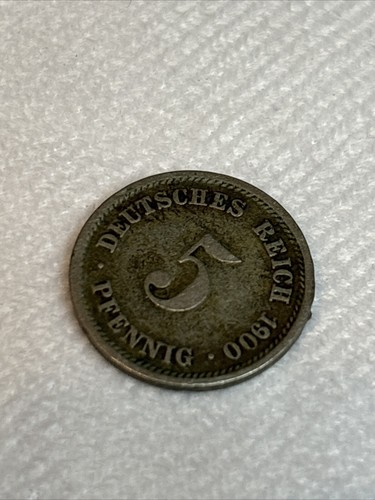 DEUTSCHES REICH 1900
5
PFENNIG